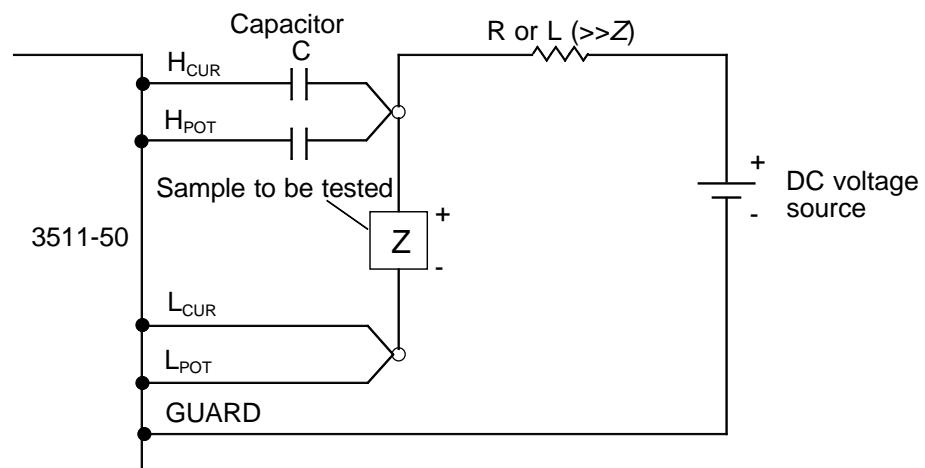 Capacitor
C
R or L (>>Z)
HCUR
HPOT
Sample to be tested
+
DC voltage
source
-
3511-50
+
Z
-
LCUR
LPOT
GUARD